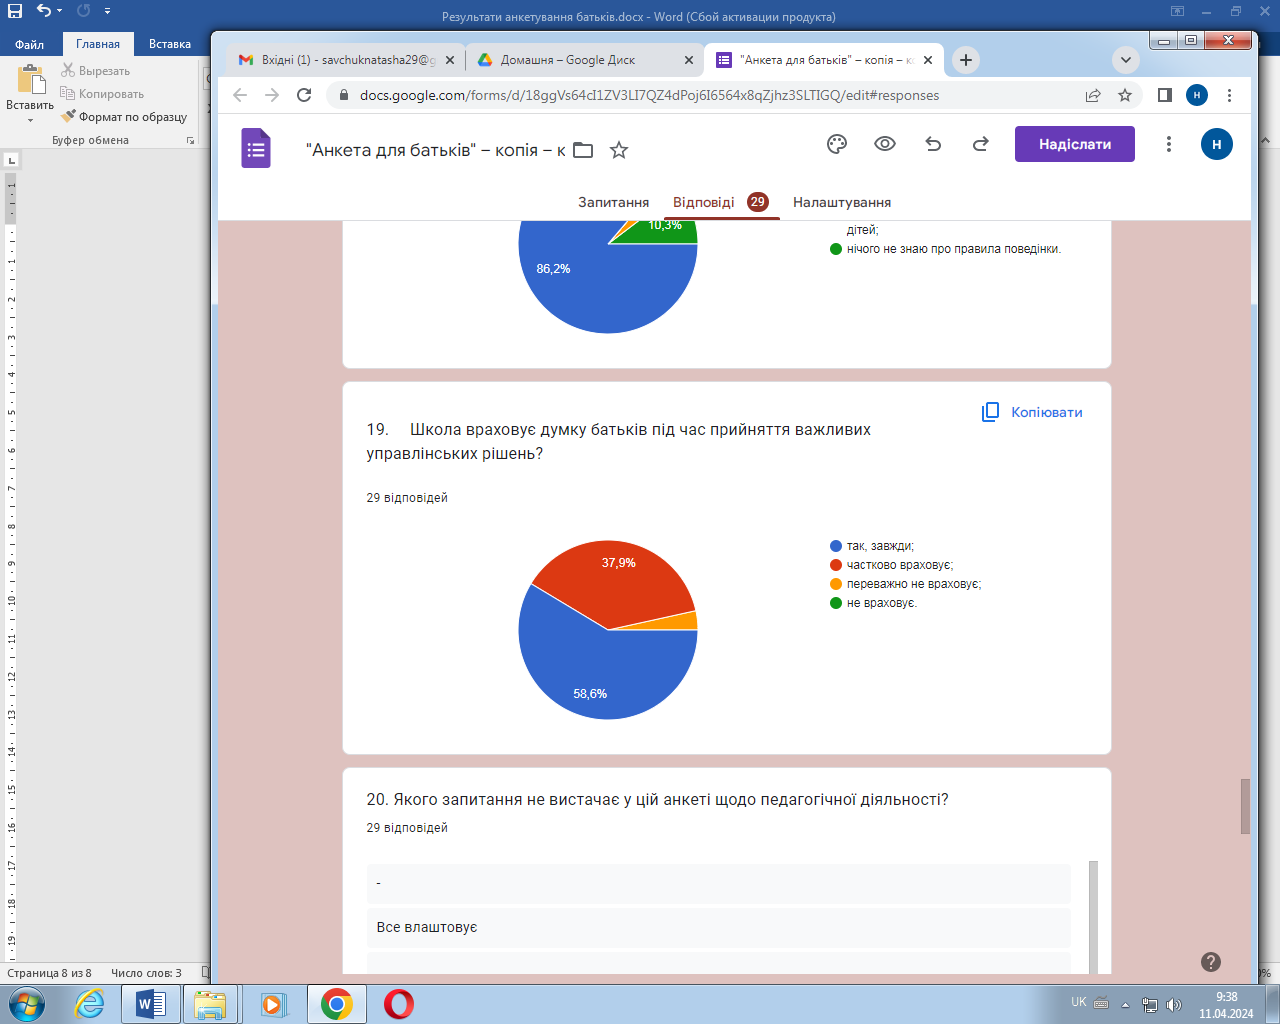 Результати анкетування батьків.docx - Word (Сбой активации продукта)
Файл
Главная
Вставка
Вырезать
Копировать
Формат по образцу
Вставить
Буфер обмена
Вхідні (1) - savchuknatasha29@g
Домашня – Google Диск
"Анкета для батьків" – копія – ко
docs.google.com/forms/d/18ggVs64cI1ZV3LI7QZ4dPoj6I6564x8qZjhz3SLTIGQ/edit#responses
Н
"Анкета для батьків" – копія – к
Надіслати
Н
Запитання
Відповіді 29
Налаштування
10,3%
86,2%
дітей;
нічого не знаю про правила поведінки.
Копіювати
19. Школа враховує думку батьків під час прийняття важливих
управлінських рішень?
29 відповідей
37,9%
58,6%
так, завжди;
частково враховує;
переважно не враховує;
не враховує.
20. Якого запитання не вистачає у цій анкеті щодо педагогічної діяльності?
29 відповідей
-
Все влаштовує
Страница 8 из 8
Число слов: 3
UK
9:38
11.04.2024